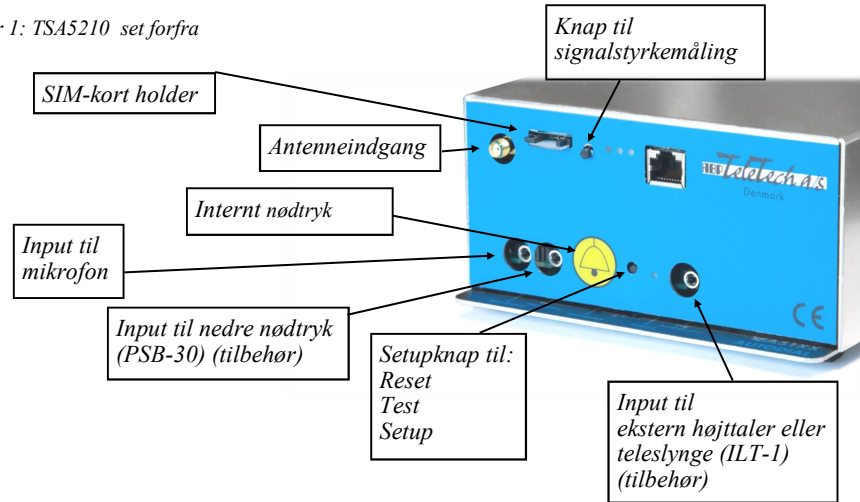 r 1: TSA5210 set forfra
Knap til
signalstyrkemåling
SIM-kort holder
Antenneindgang
Internt nødtryk
Input til
mikrofon
Input til nedre nødtryk
(PSB-30) (tilbehør)
Setupknap til:
Reset
Test
Setup
Input til
ekstern højttaler eller
teleslynge (ILT-1)
(tilbehør)
TeleTech a/s
Denmark
CE